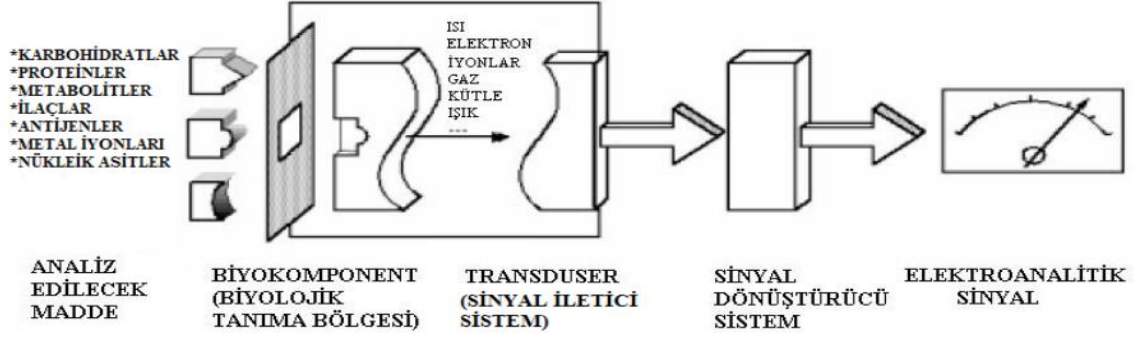 *KARBOHİDRATLAR
*PROTEİNLER
*METABOLİTLER
*İLAÇLAR
*ANTİJENLER
*METAL İYONLARI
*NÜKLEİK ASİTLER
ISI
ELEKTRON
İYONLAR
GAZ
KÜTLE
IŞIK
...
ANALİZ
EDİLECEK
MADDE
BİYOKOMPONENT
(BİYOLOJİK
TANIMA BÖLGESİ)
TRANSDUSER
(SİNYAL İLETİCİ
SİSTEM)
SİNYAL
DÖNÜŞTÜRÜCÜ
SİSTEM
ELEKTROANALİTİK
SİNYAL